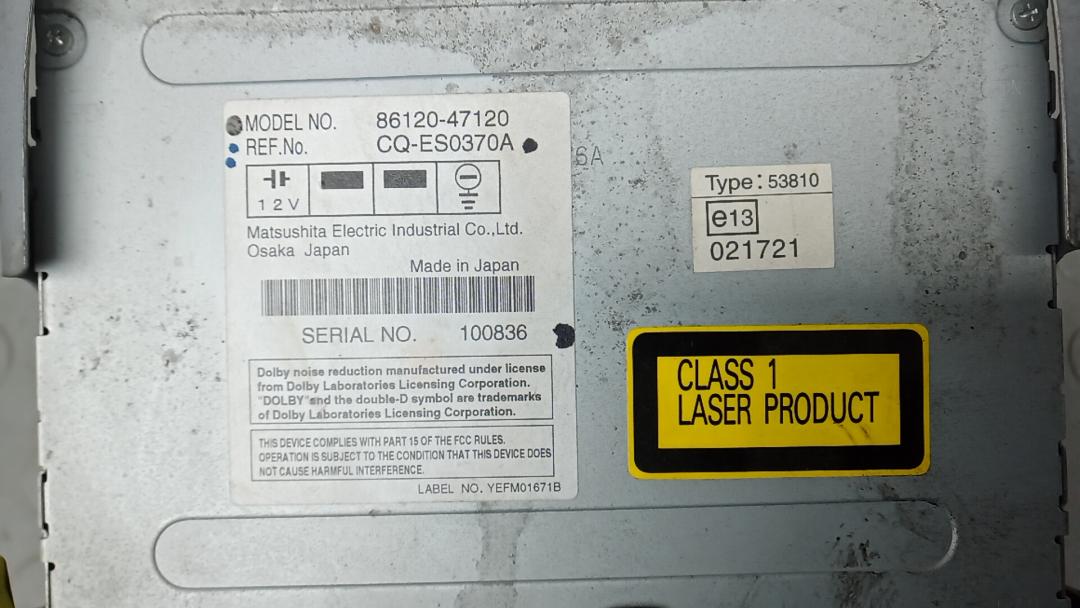 MODEL NO. 86120-47120
REF.No. CQ-ES0370A
12V
Matsushita Electric Industrial Co.,Ltd.
Osaka Japan
Made in Japan
SERIAL NO. 100836
Dolby noise reduction manufactured under license
from Dolby Laboratories Licensing Corporation.
"DOLBY" and the double-D symbol are trademarks
of Dolby Laboratories Licensing Corporation.
THIS DEVICE COMPLIES WITH PART 15 OF THE FCC RULES.
OPERATION IS SUBJECT TO THE CONDITION THAT THIS DEVICE DOES
NOT CAUSE HARMFUL INTERFERENCE.
LABEL NO. YEFM01671B
6A
Type: 53810
e13
021721
CLASS 1
LASER PRODUCT